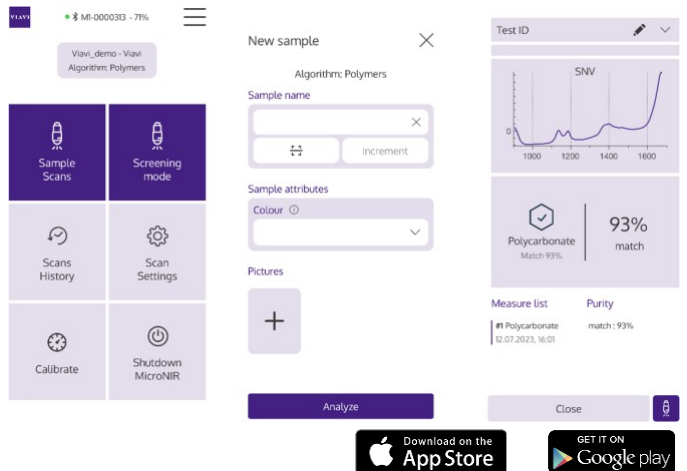 VIAVI
M1-0000313 - 71%
Viavi_demo - Viavi
Algorithm: Polymers
Sample
Scans
Screening
mode
Scans
History
Scan
Settings
Calibrate
Shutdown
MicroNIR
New sample
Algorithm: Polymers
Sample name
Increment
Sample attributes
Colour
Pictures
Analyze
Test ID
SNV
0
1000 1200 1400 1600
Polycarbonate
Match 93%
93%
match
Measure list Purity
#1 Polycarbonate match : 93%
12.07.2023, 16:01
Close
Download on the
App Store
GET IT ON
Google play